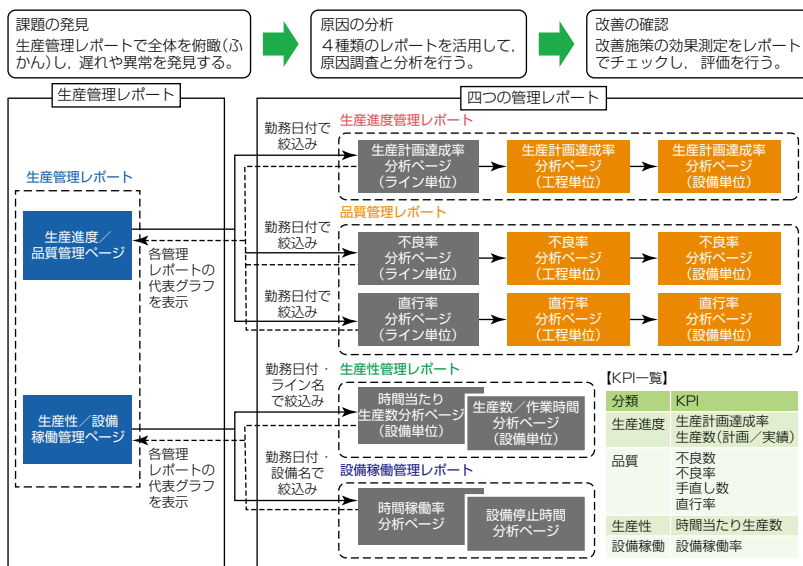 課題の発見
生産管理レポートで全体を俯瞰(ふ
かん)し，遅れや異常を発見する。
原因の分析
4種類のレポートを活用して，
原因調査と分析を行う。
改善の確認
改善施策の効果測定をレポート
でチェックし，評価を行う。
生産管理レポート
四つの管理レポート
生産管理レポート
生産進度／
品質管理ページ
各管理
レポートの
代表グラフ
を表示
生産性／設備
稼働管理ページ
各管理
レポートの
代表グラフ
を表示
生産進度管理レポート
勤務日付で
絞込み
生産計画達成率
分析ページ
(ライン単位)
生産計画達成率
分析ページ
(工程単位)
生産計画達成率
分析ページ
(設備単位)
品質管理レポート
勤務日付で
絞込み
不良率
分析ページ
(ライン単位)
不良率
分析ページ
(工程単位)
不良率
分析ページ
(設備単位)
勤務日付で
絞込み
直行率
分析ページ
(ライン単位)
直行率
分析ページ
(工程単位)
直行率
分析ページ
(設備単位)
生産性管理レポート
勤務日付・
ライン名
で絞込み
時間当たり
生産数分析ページ
(設備単位)
生産数／作業時間
分析ページ
(設備単位)
設備稼働管理レポート
勤務日付・
設備名で
絞込み
時間稼働率
分析ページ
設備停止時間
分析ページ
【KPI一覧】
分類 KPI
生産進度 生産計画達成率
生産数(計画／実績)
品質 不良数
不良率
手直し数
直行率
生産性 時間当たり生産数
設備稼働 設備稼働率